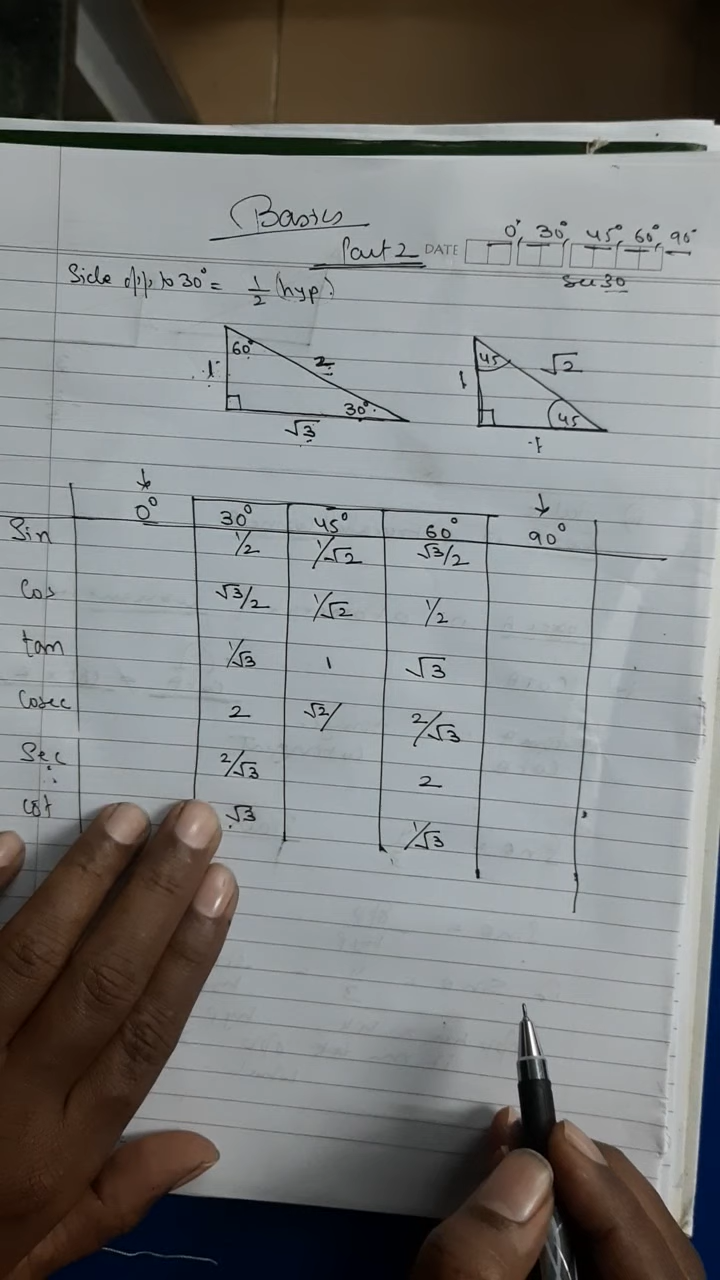 Basics
Part 2 DATE 0°, 30°, 45°, 60°, 90°
Side opp to 30° = 1/2 (hyp)
Sec 30
60° 2 45 √2
1 1
30° 45
√3 1
0° 30° 45° 60° 90°
Sin 1/2 1/√2 √3/2
Cos √3/2 1/√2 1/2
tan 1/√3 1 √3
Cosec 2 √2/ 2/√3
Sec 2/√3 2
cot √3 1/√3